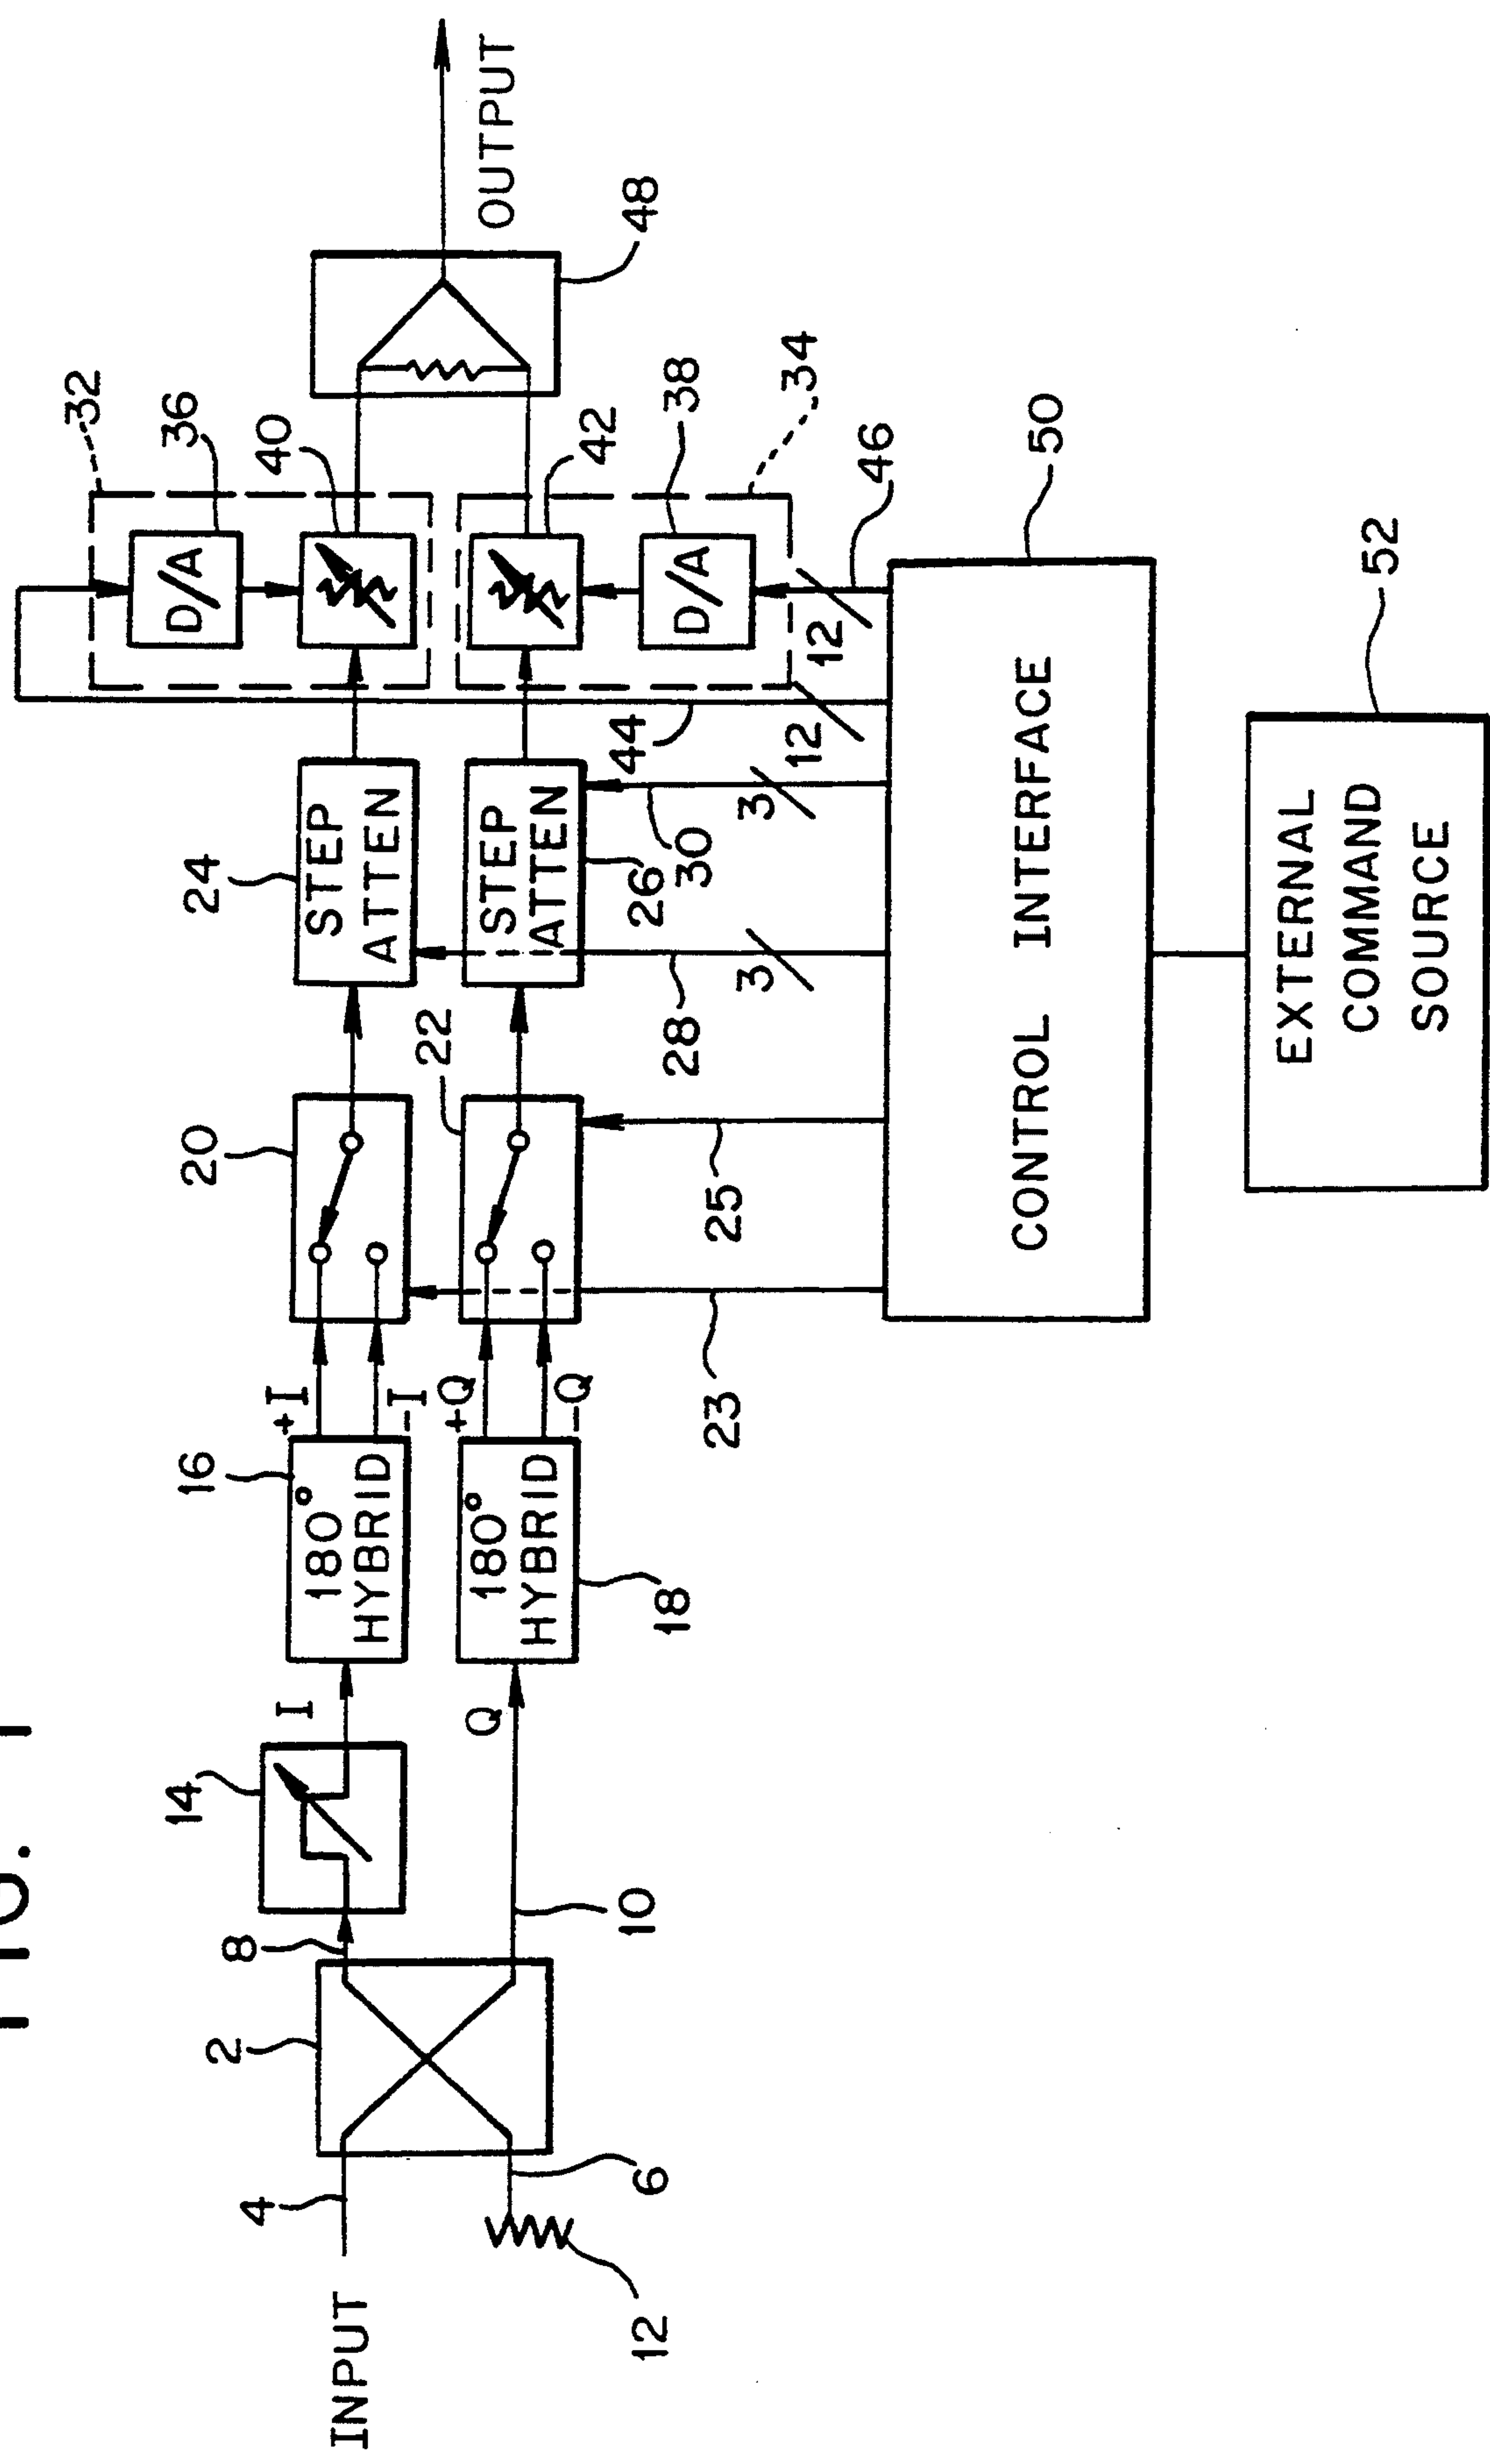 FIG. 1
INPUT
4
6
12
2
8
10
14
I
Q
16
180°
HYBRID
180°
HYBRID
18
+I
-I
+Q
-Q
20
22
23
25
24
STEP
ATTEN
STEP
ATTEN
26
28
3
30
3
44
12
12
46
32
36
D/A
40
42
38
D/A
34
48
OUTPUT
CONTROL INTERFACE
50
EXTERNAL
COMMAND
SOURCE
52